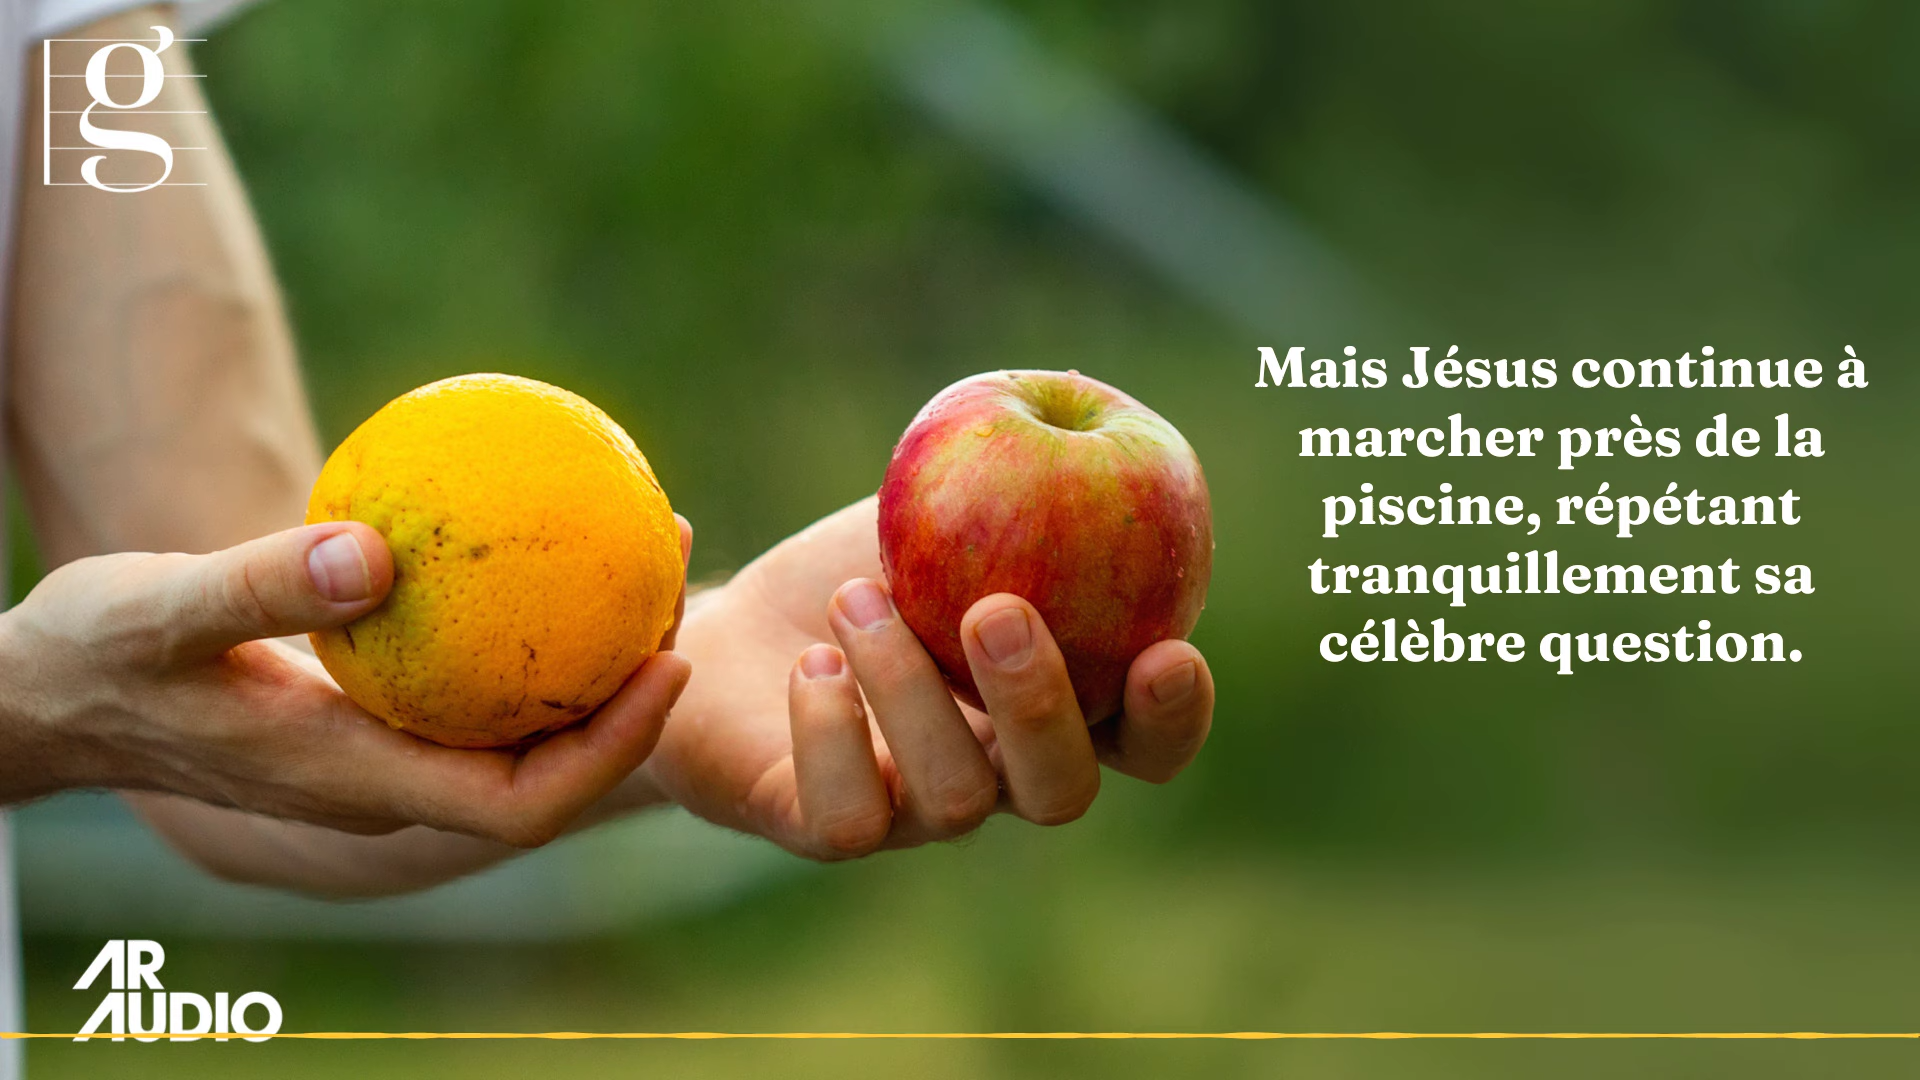 g
Mais Jésus continue à
marcher près de la
piscine, répétant
tranquillement sa
célèbre question.
AR
AUDIO